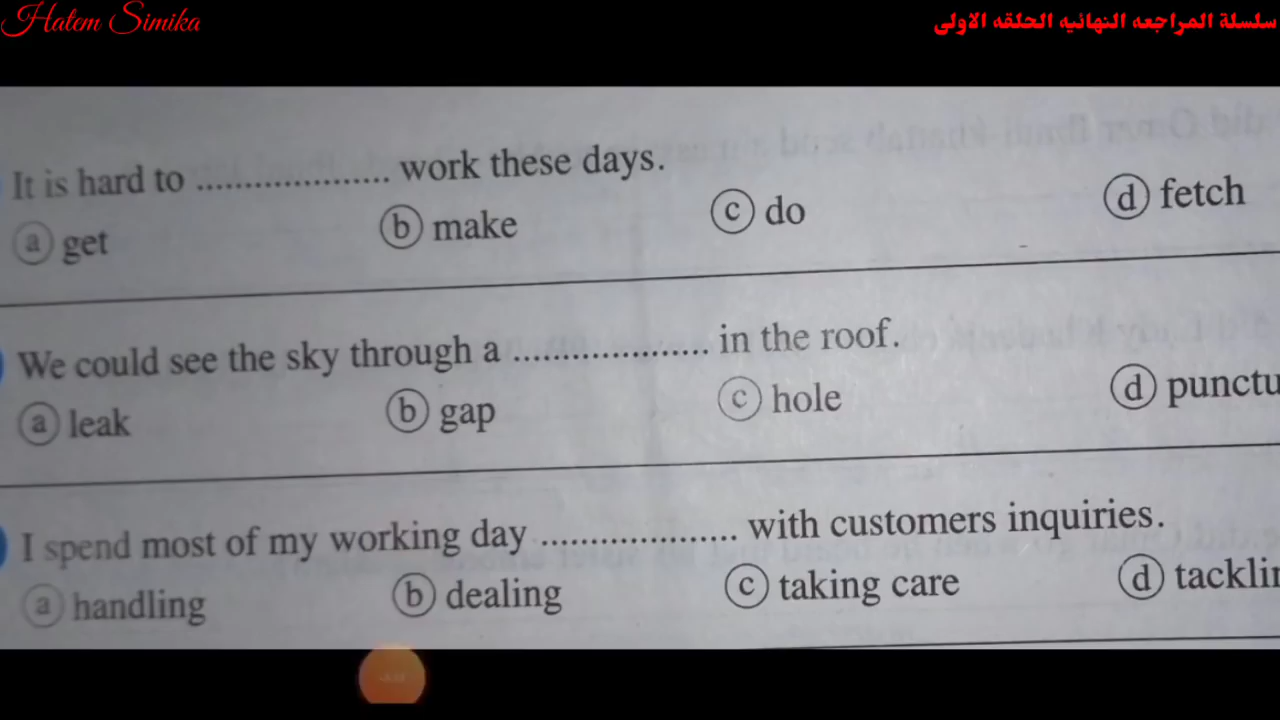 Hatem Simika
سلسلة المراجعه النهائيه الحلقه الاولى
It is hard to .................... work these days.
a get b make c do d fetch
We could see the sky through a .................... in the roof.
a leak b gap c hole d punctu
I spend most of my working day .................... with customers inquiries.
a handling b dealing c taking care d tacklin